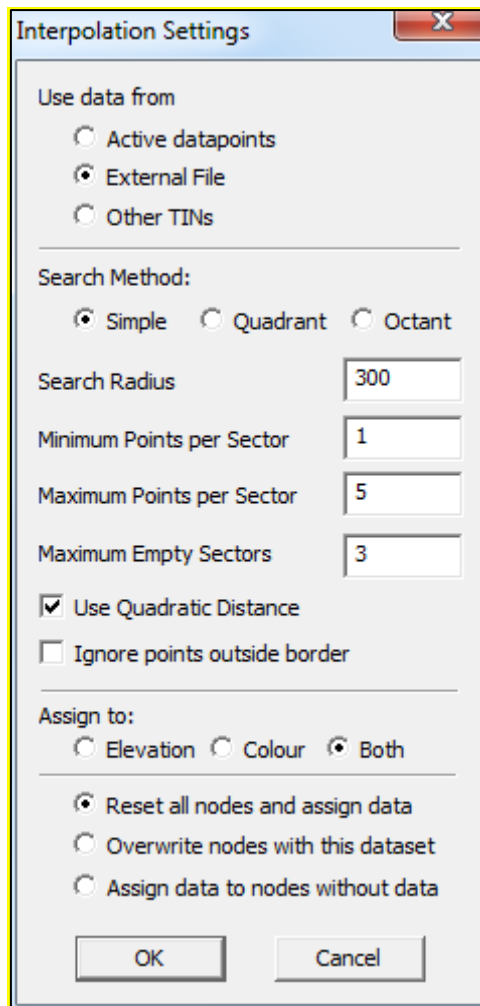 Interpolation Settings
Use data from
Active datapoints
External File
Other TINs
Search Method:
Simple Quadrant Octant
Search Radius 300
Minimum Points per Sector 1
Maximum Points per Sector 5
Maximum Empty Sectors 3
Use Quadratic Distance
Ignore points outside border
Assign to:
Elevation Colour Both
Reset all nodes and assign data
Overwrite nodes with this dataset
Assign data to nodes without data
OK Cancel